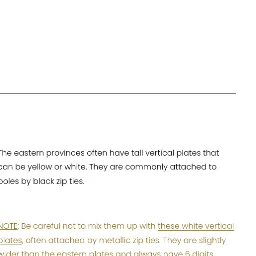 The eastern provinces often have tall vertical plates that
can be yellow or white. They are commonly attached to
poles by black zip ties.
NOTE: Be careful not to mix them up with these white vertical
plates, often attached by metallic zip ties. They are slightly
wider than the eastern plates and always have 6 digits.